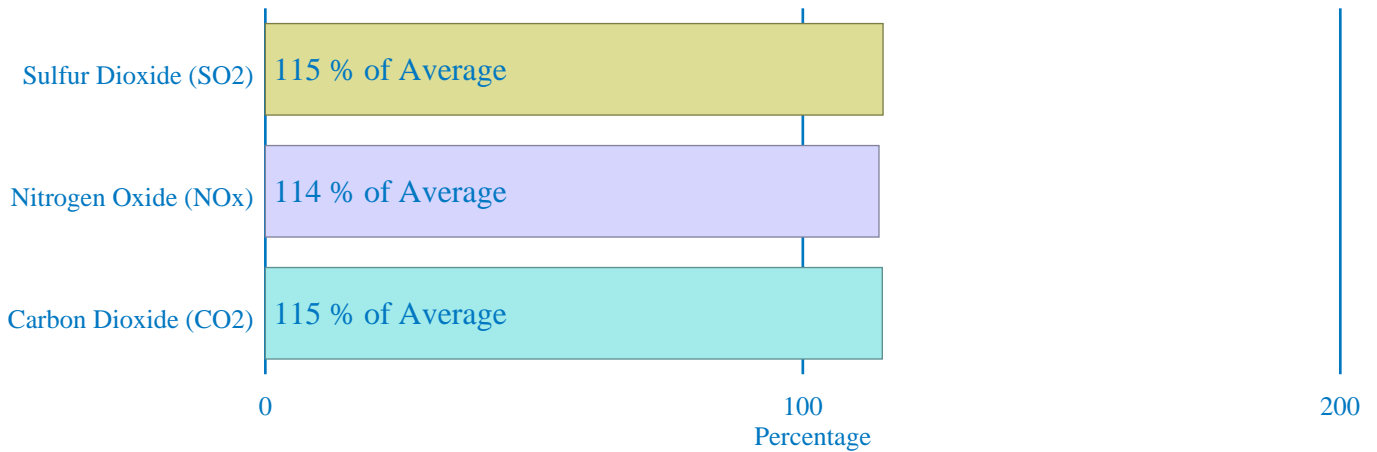 Sulfur Dioxide (SO2)
115 % of Average
Nitrogen Oxide (NOx)
114 % of Average
Carbon Dioxide (CO2)
115 % of Average
0 100 200
Percentage